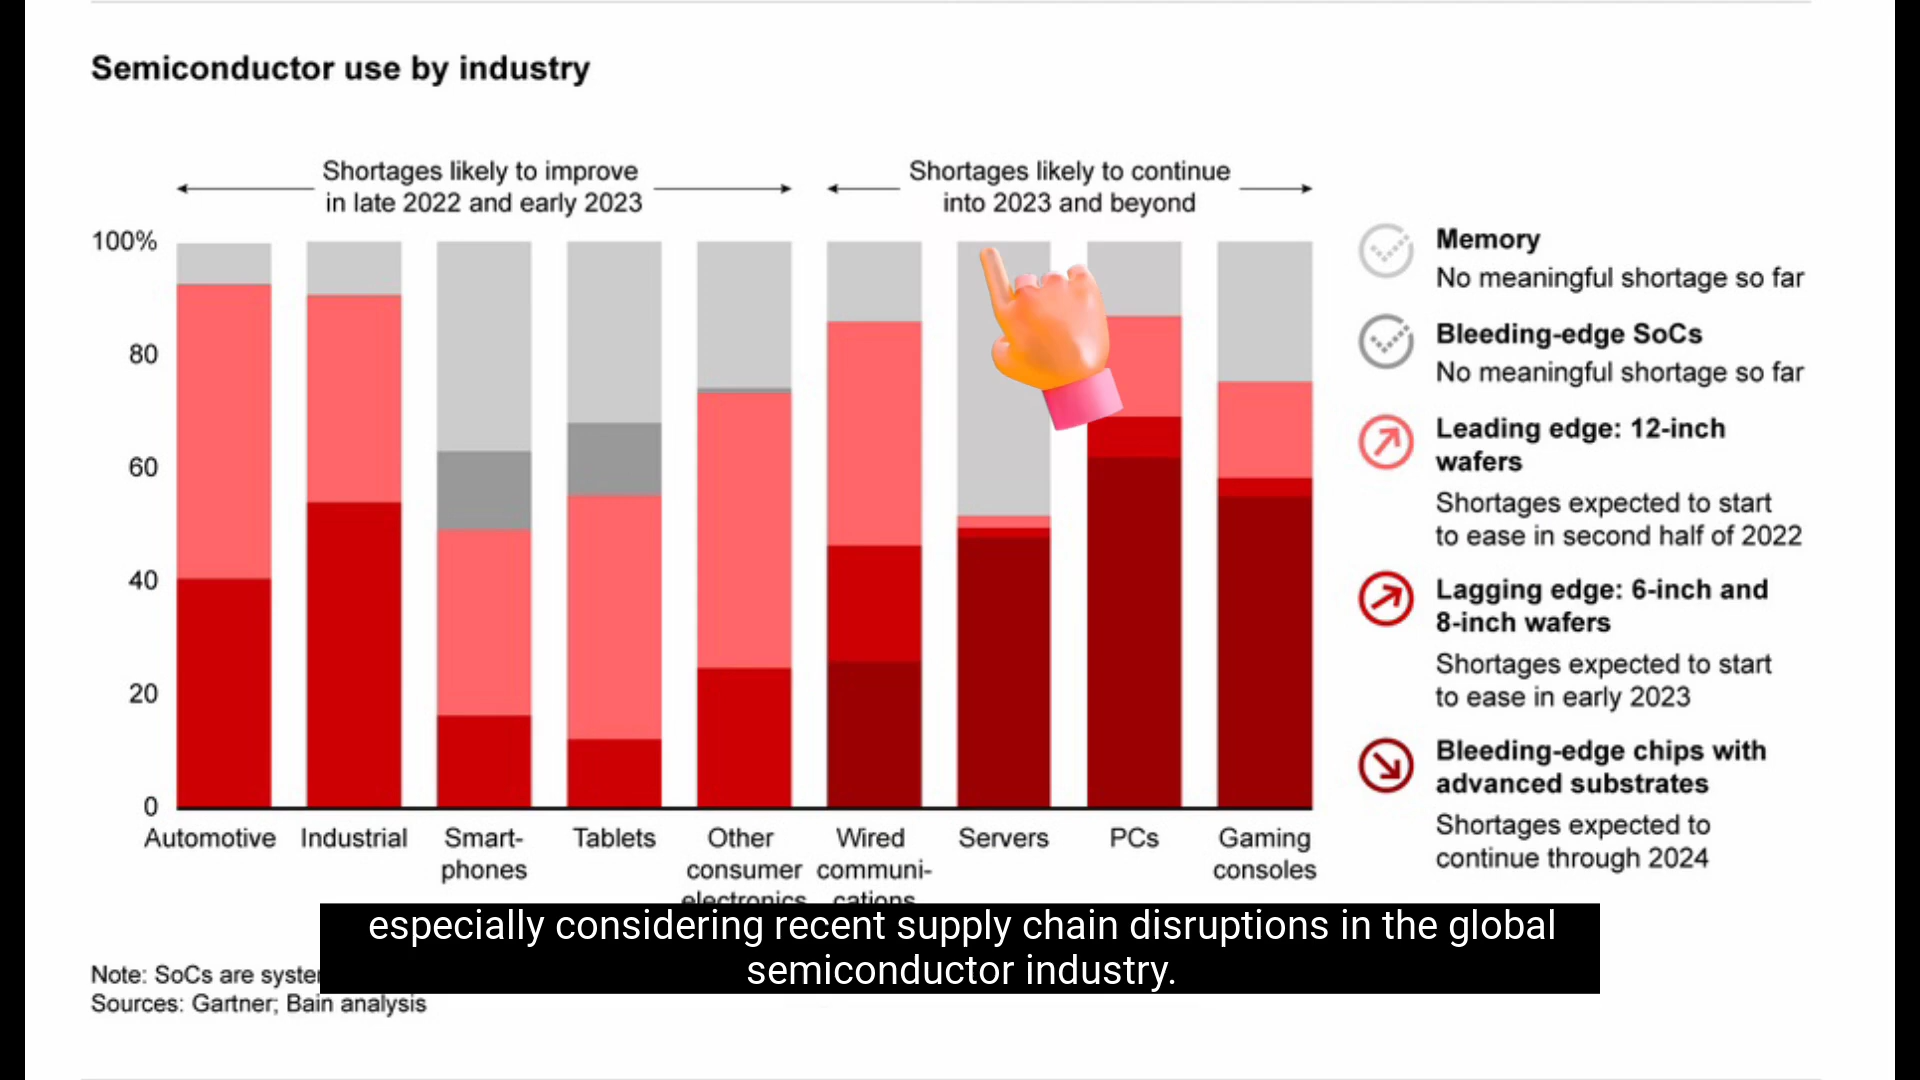 Semiconductor use by industry
Shortages likely to improve
in late 2022 and early 2023
Shortages likely to continue
into 2023 and beyond
100%
80
60
40
20
0
Automotive
Industrial
Smart-
phones
Tablets
Other
consumer
electronics
Wired
communi-
cations
Servers
PCs
Gaming
consoles
Memory
No meaningful shortage so far
Bleeding-edge SoCs
No meaningful shortage so far
Leading edge: 12-inch
wafers
Shortages expected to start
to ease in second half of 2022
Lagging edge: 6-inch and
8-inch wafers
Shortages expected to start
to ease in early 2023
Bleeding-edge chips with
advanced substrates
Shortages expected to
continue through 2024
especially considering recent supply chain disruptions in the global
semiconductor industry.
Note: SoCs are
Sources: Gartner; Bain analysis